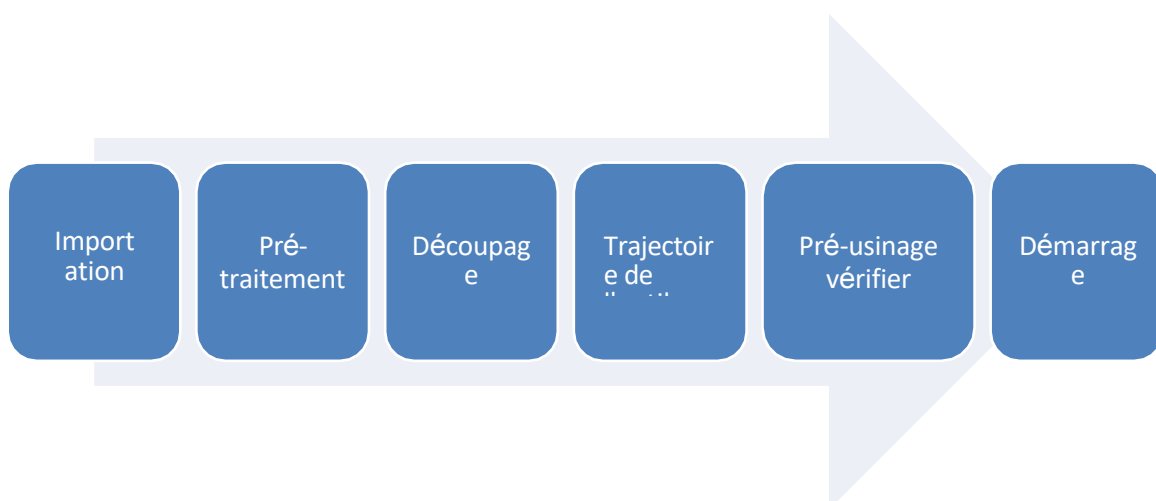 Import
ation
Pré-
traitement
Découpag
e
Trajectoir
e de
Pré-usinage
vérifier
Démarrag
e